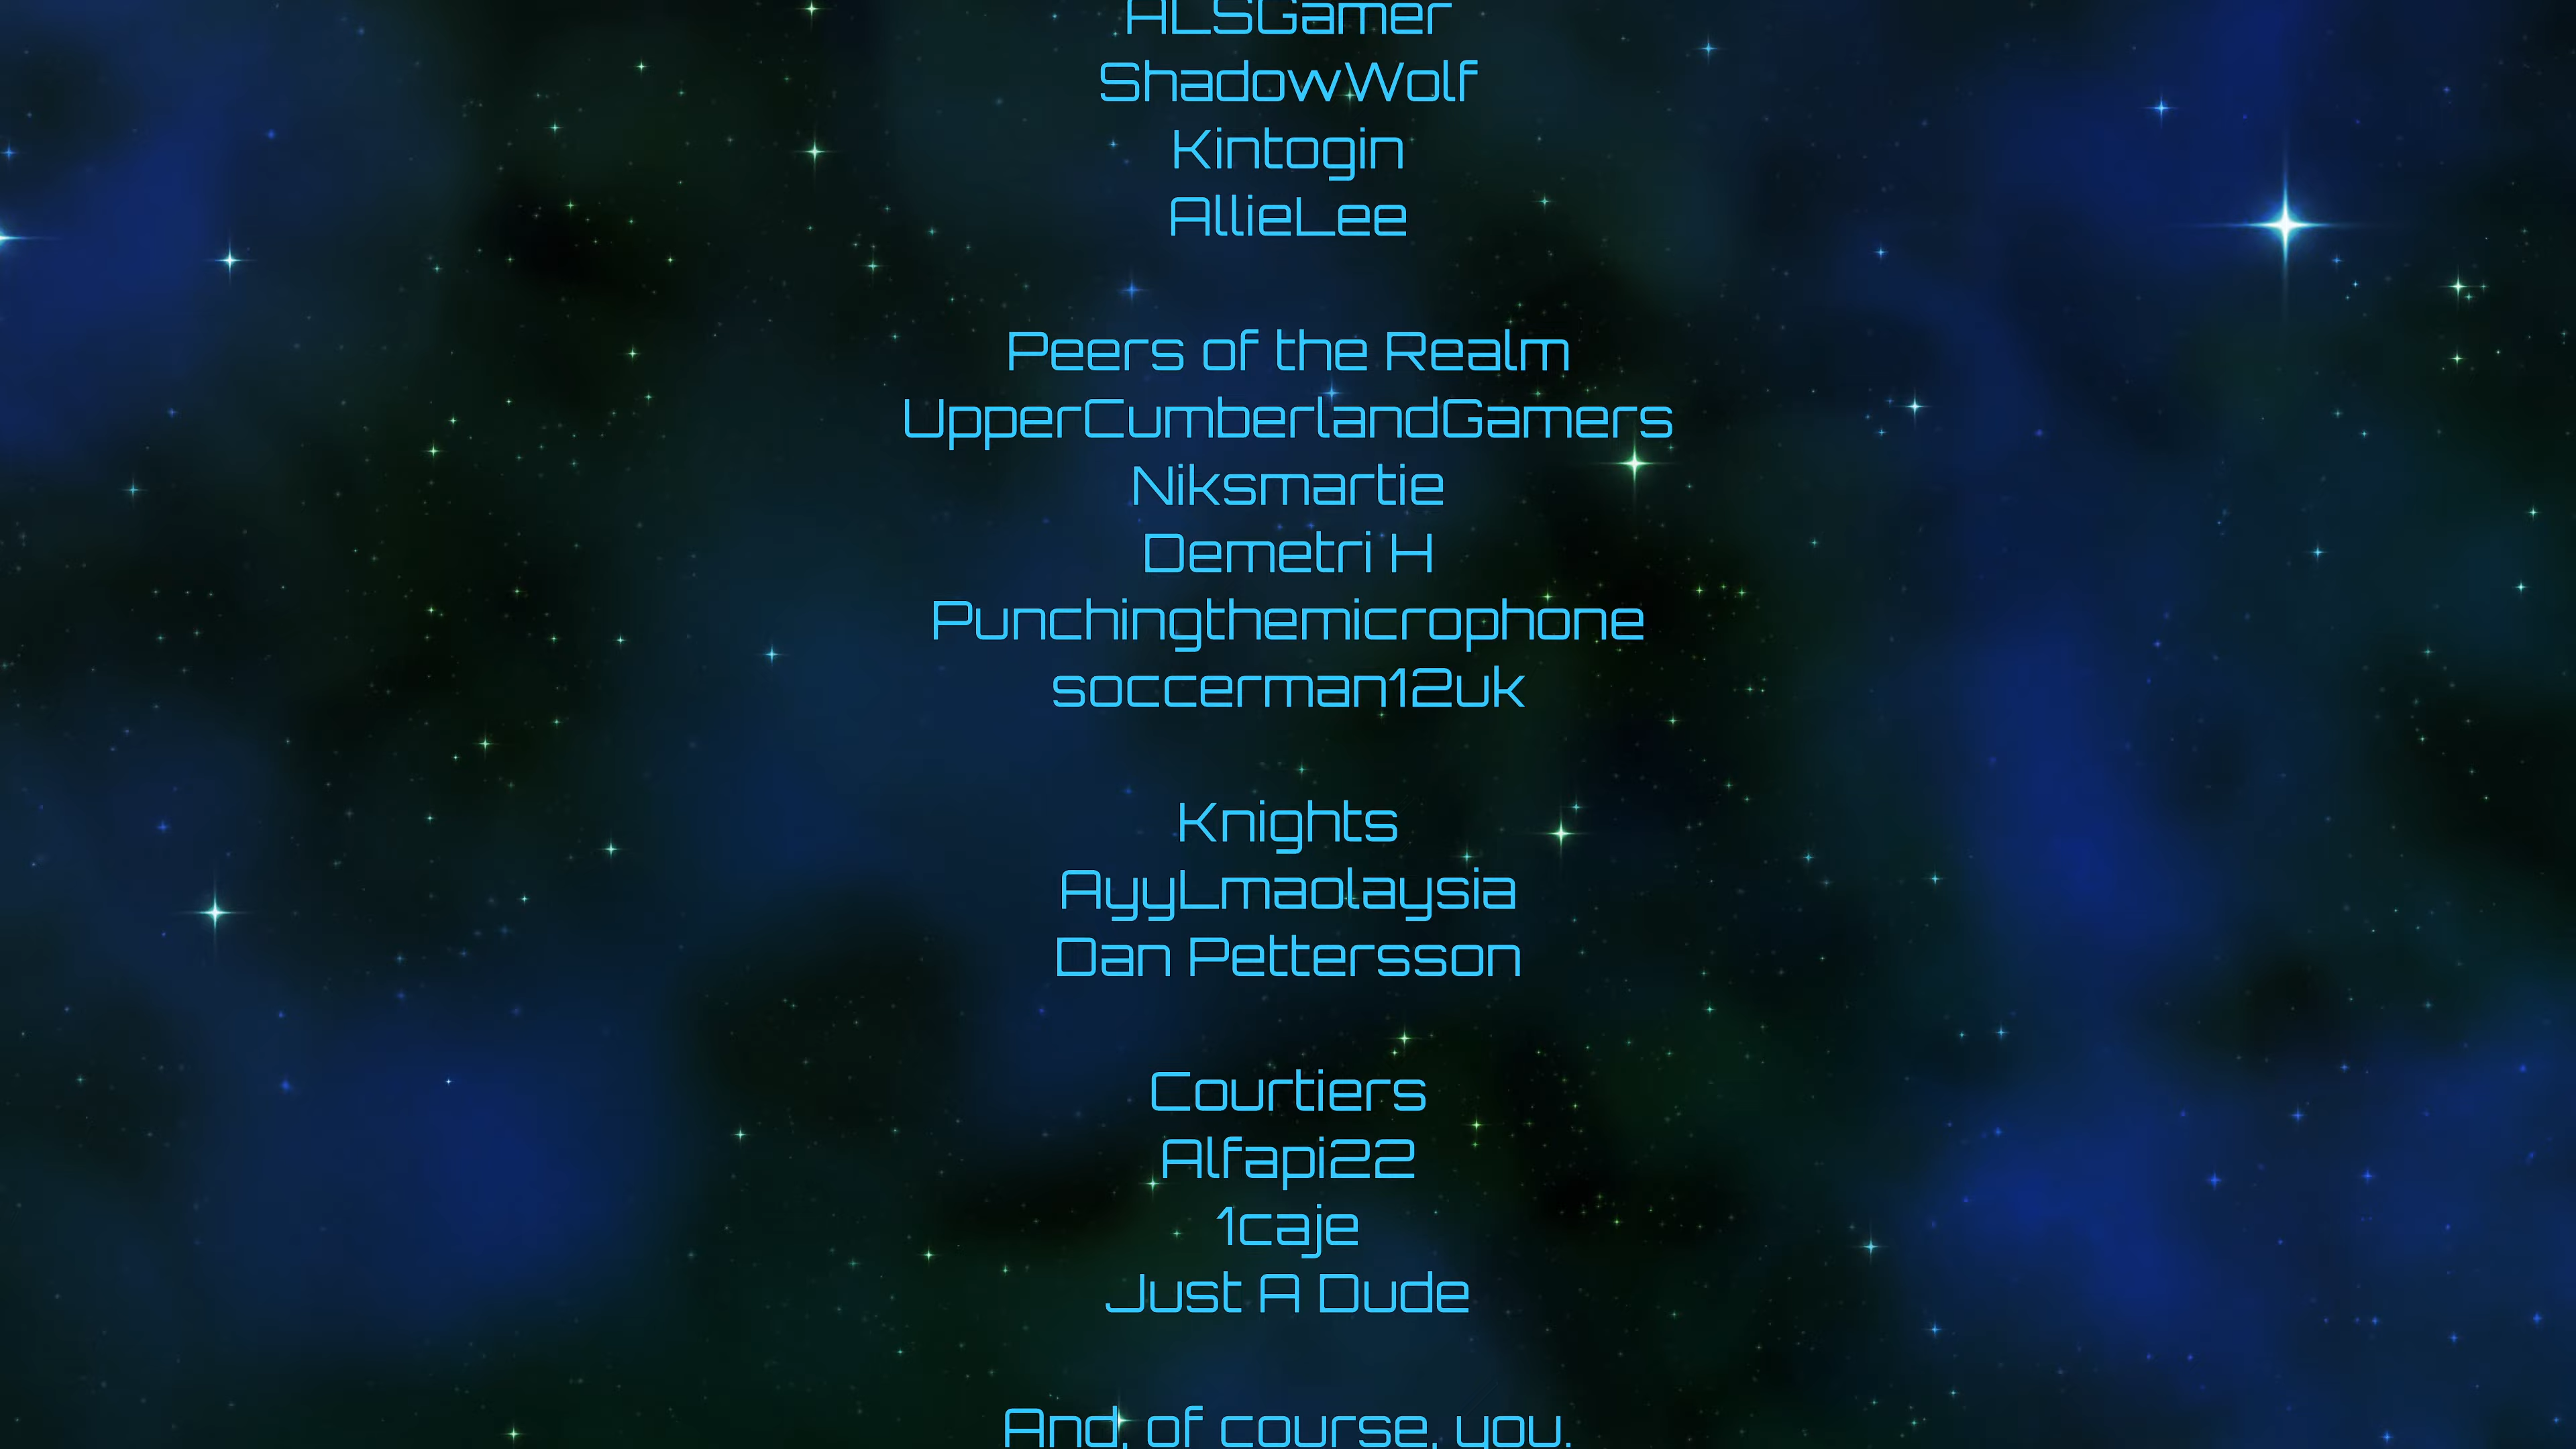 ALSGamer
ShadowWolf
Kintogin
AllieLee
Peers of the Realm
UpperCumberlandGamers
Niksmartie
Demetri H
Punchingthemicrophone
soccerman12uk
Knights
AyyLmaolaysia
Dan Pettersson
Courtiers
Alfapi22
1caje
Just A Dude
And, of course, you.